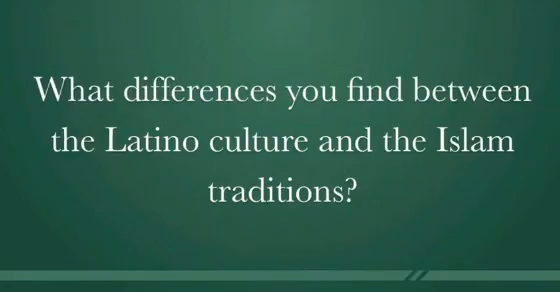 What differences you find between
the Latino culture and the Islam
traditions?